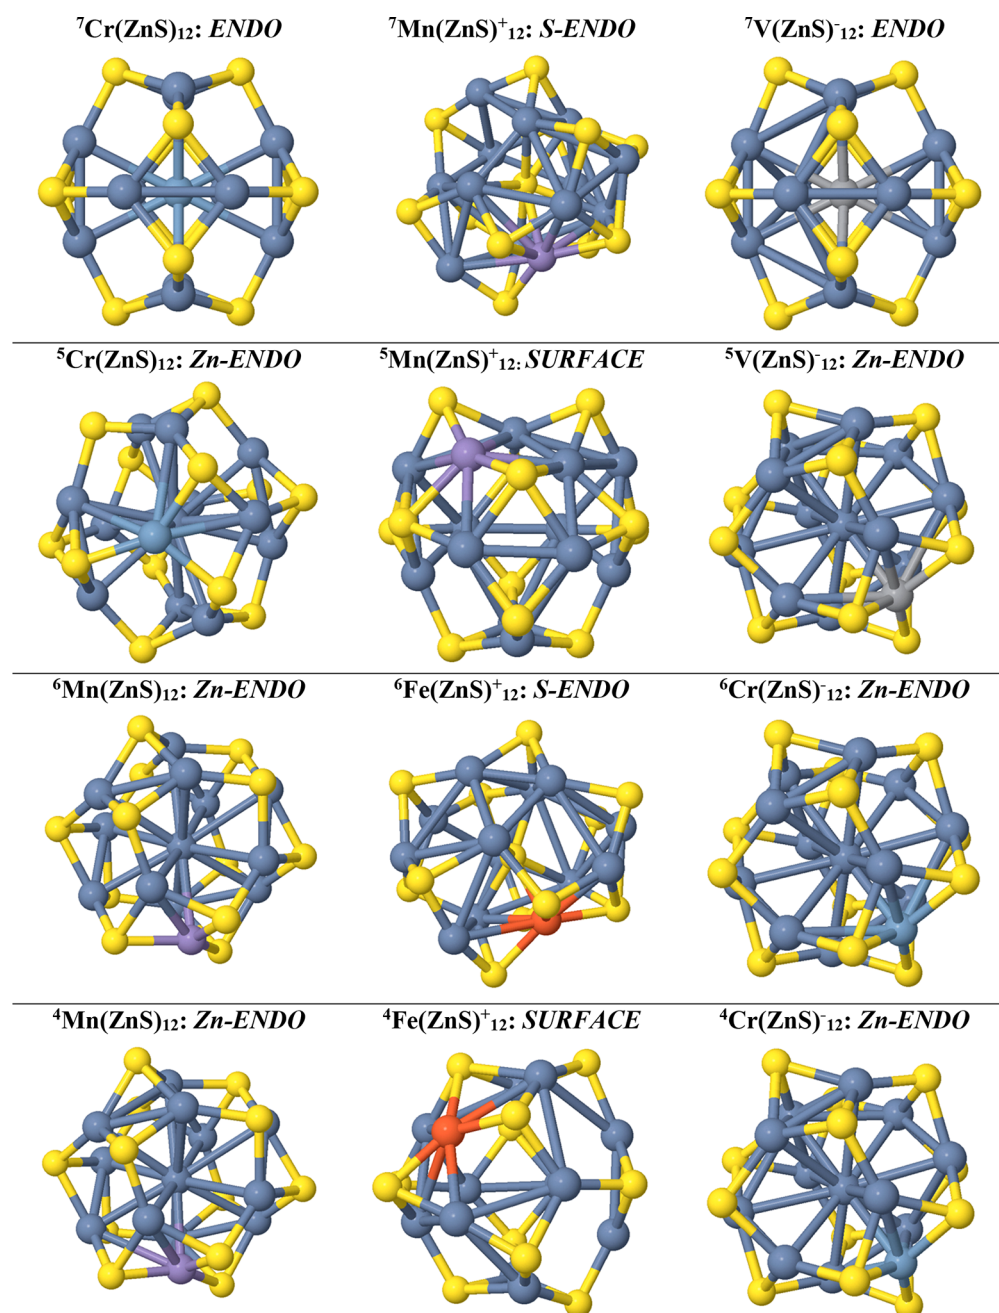 ⁷Cr(ZnS)₁₂: ENDO
⁷Mn(ZnS)⁺₁₂: S-ENDO
⁷V(ZnS)⁻₁₂: ENDO
⁵Cr(ZnS)₁₂: Zn-ENDO
⁵Mn(ZnS)⁺₁₂: SURFACE
⁵V(ZnS)⁻₁₂: Zn-ENDO
⁶Mn(ZnS)₁₂: Zn-ENDO
⁶Fe(ZnS)⁺₁₂: S-ENDO
⁶Cr(ZnS)⁻₁₂: Zn-ENDO
⁴Mn(ZnS)₁₂: Zn-ENDO
⁴Fe(ZnS)⁺₁₂: SURFACE
⁴Cr(ZnS)⁻₁₂: Zn-ENDO